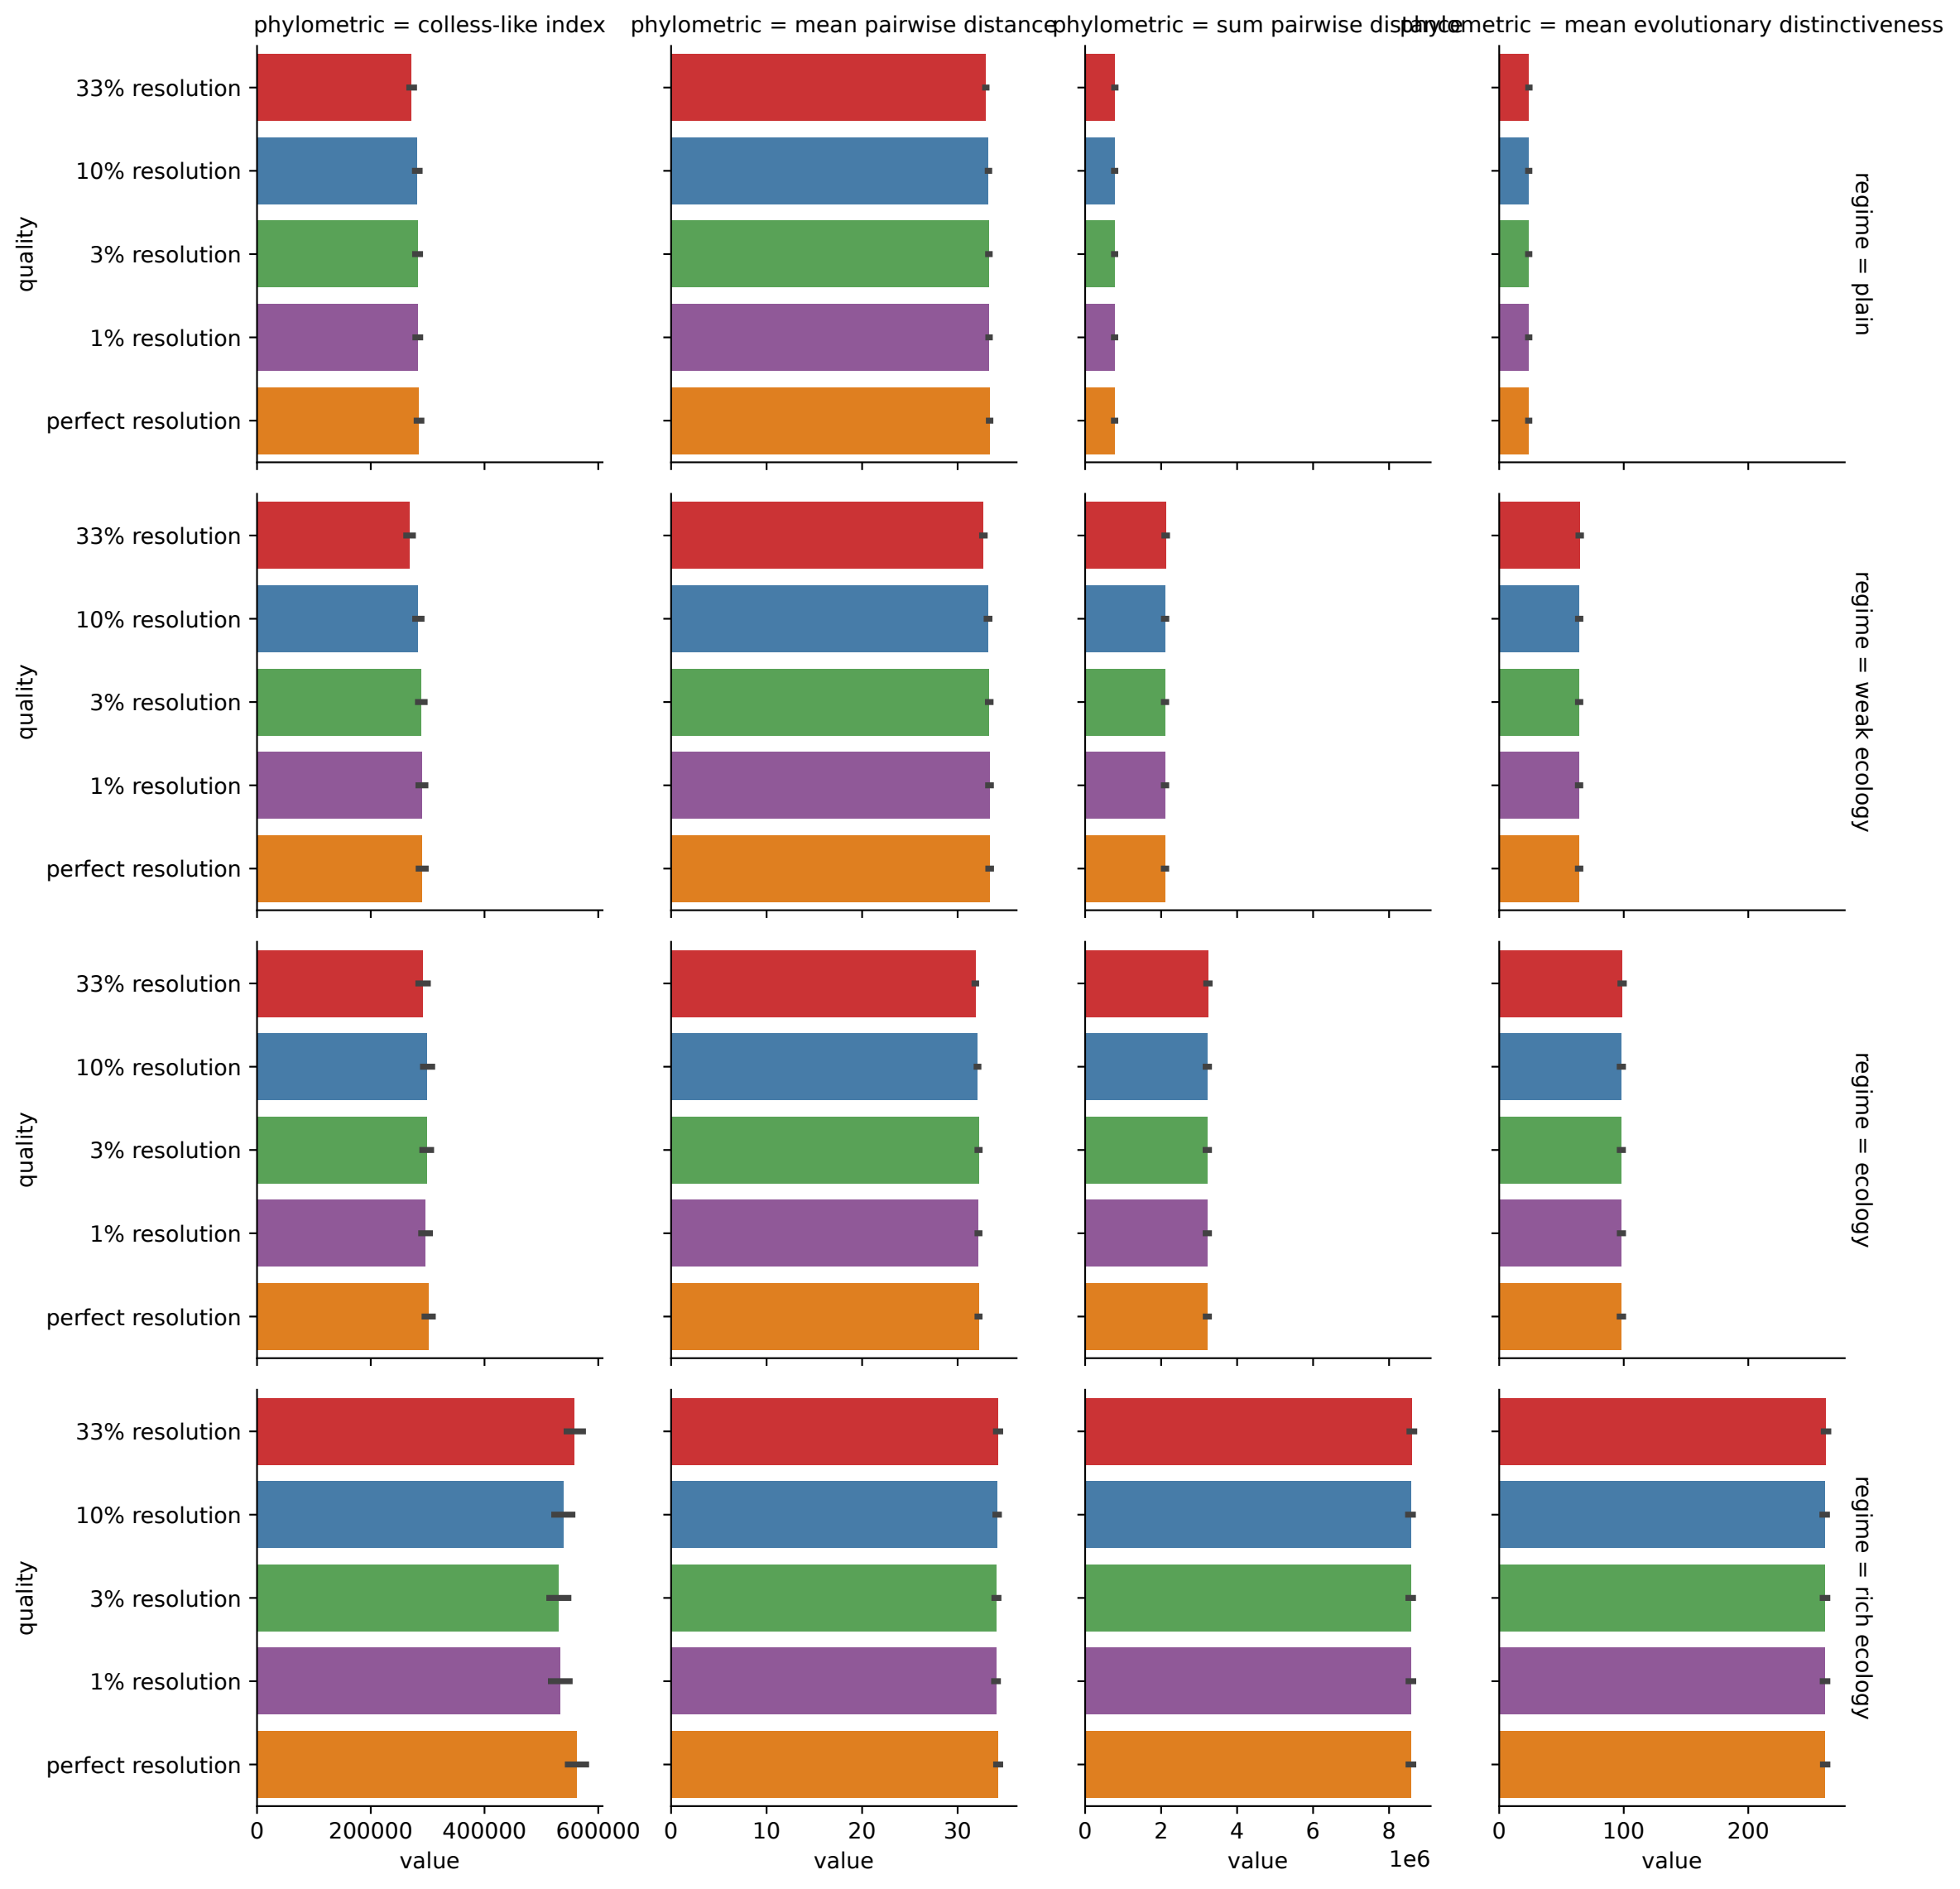 phylometric = colless-like index
phylometric = mean pairwise distance
phylometric = sum pairwise distance
phylometric = mean evolutionary distinctiveness
quality
33% resolution
10% resolution
3% resolution
1% resolution
perfect resolution
regime = plain
quality
33% resolution
10% resolution
3% resolution
1% resolution
perfect resolution
regime = weak ecology
quality
33% resolution
10% resolution
3% resolution
1% resolution
perfect resolution
regime = ecology
quality
33% resolution
10% resolution
3% resolution
1% resolution
perfect resolution
regime = rich ecology
0 200000 400000 600000
value
0 10 20 30
value
0 2 4 6 8
1e6
value
0 100 200
value